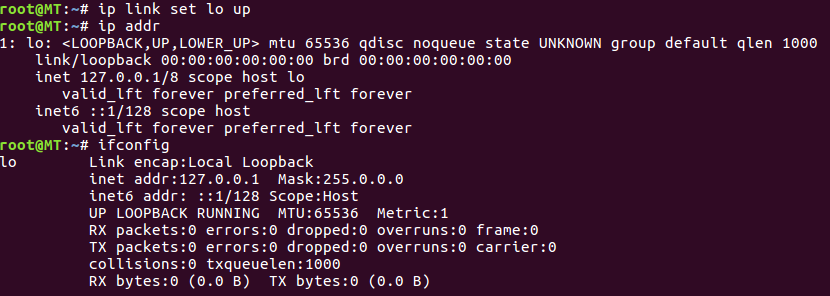 root@MT:~# ip link set lo up
root@MT:~# ip addr
1: lo: <LOOPBACK,UP,LOWER_UP> mtu 65536 qdisc noqueue state UNKNOWN group default qlen 1000
    link/loopback 00:00:00:00:00:00 brd 00:00:00:00:00:00
    inet 127.0.0.1/8 scope host lo
       valid_lft forever preferred_lft forever
    inet6 ::1/128 scope host
       valid_lft forever preferred_lft forever
root@MT:~# ifconfig
lo        Link encap:Local Loopback
          inet addr:127.0.0.1  Mask:255.0.0.0
          inet6 addr: ::1/128 Scope:Host
          UP LOOPBACK RUNNING  MTU:65536  Metric:1
          RX packets:0 errors:0 dropped:0 overruns:0 frame:0
          TX packets:0 errors:0 dropped:0 overruns:0 carrier:0
          collisions:0 txqueuelen:1000
          RX bytes:0 (0.0 B)  TX bytes:0 (0.0 B)